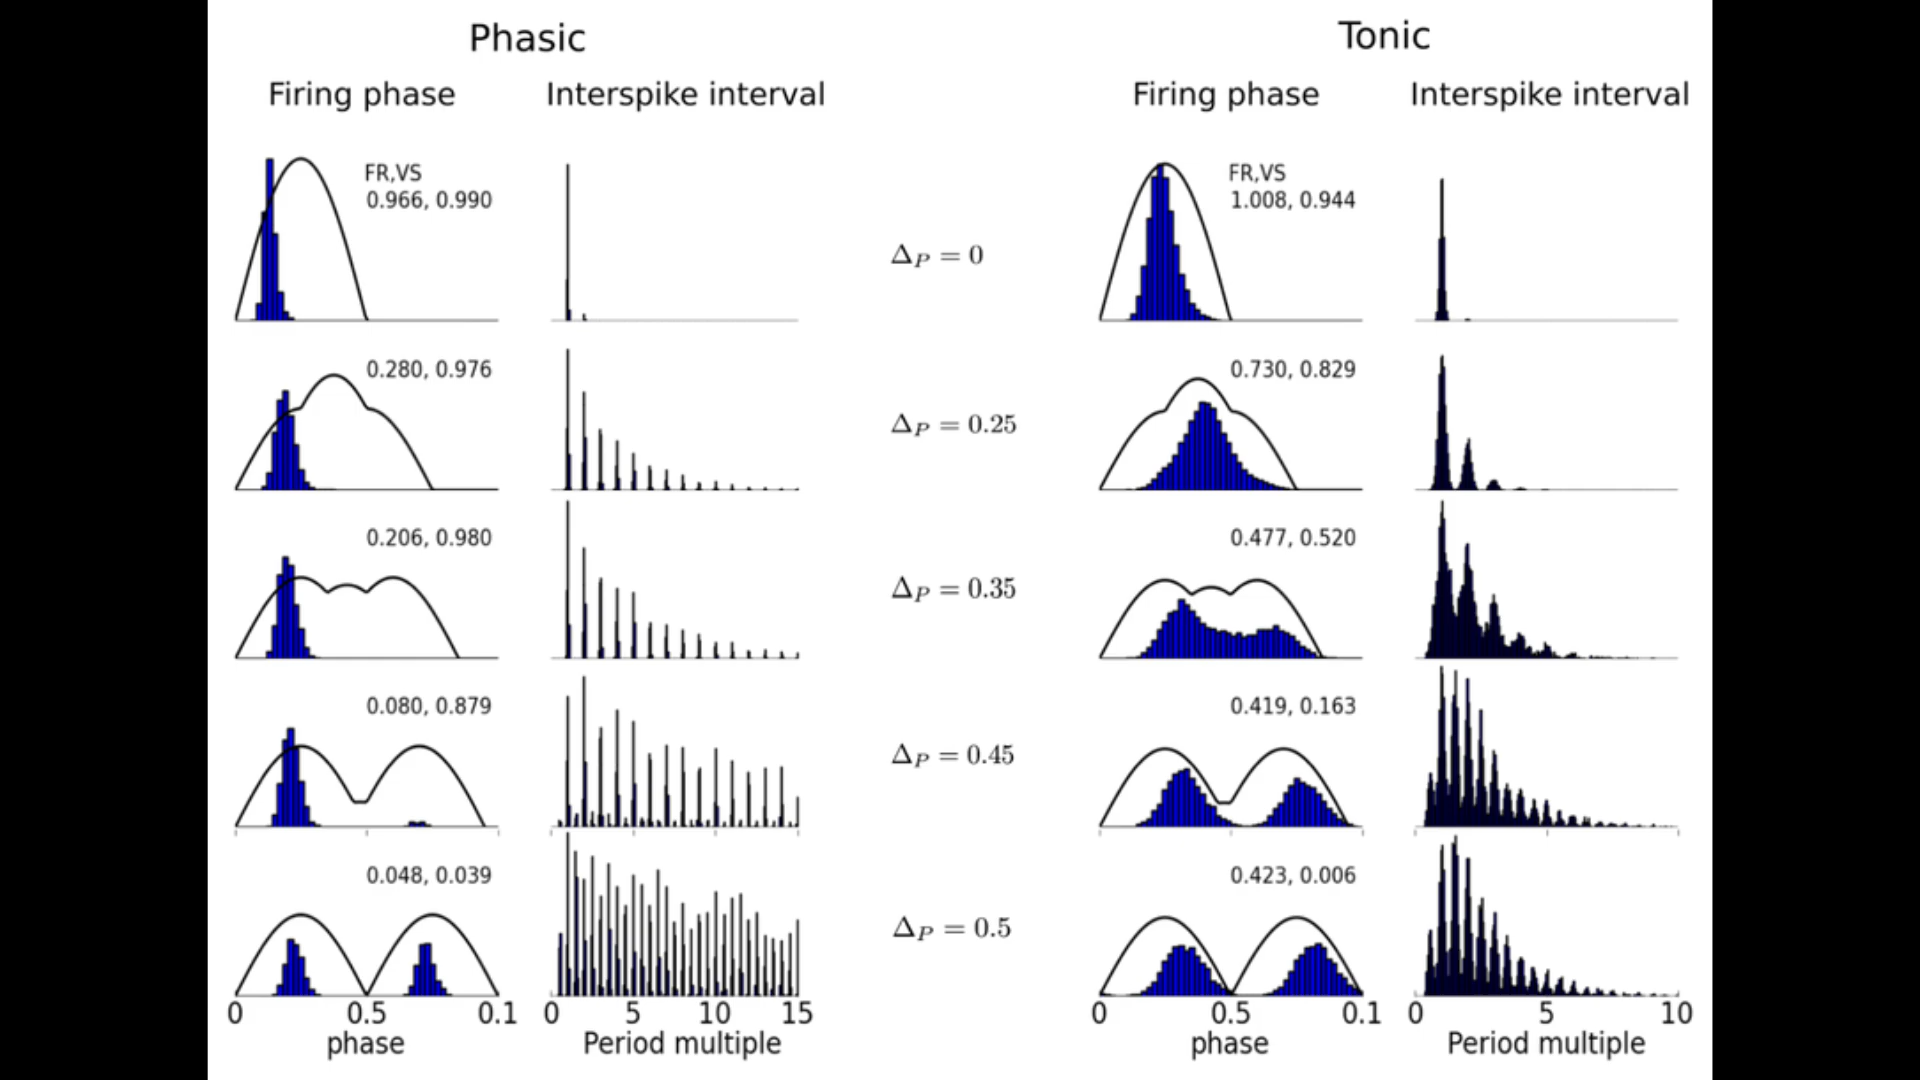 Phasic
Tonic
Firing phase
Interspike interval
Firing phase
Interspike interval
FR,VS
0.966, 0.990
FR,VS
1.008, 0.944
Δ_P = 0
0.280, 0.976
0.730, 0.829
Δ_P = 0.25
0.206, 0.980
0.477, 0.520
Δ_P = 0.35
0.080, 0.879
0.419, 0.163
Δ_P = 0.45
0.048, 0.039
0.423, 0.006
Δ_P = 0.5
0 0.5 0.1
0 5 10 15
0 0.5 0.1
0 5 10
phase
Period multiple
phase
Period multiple